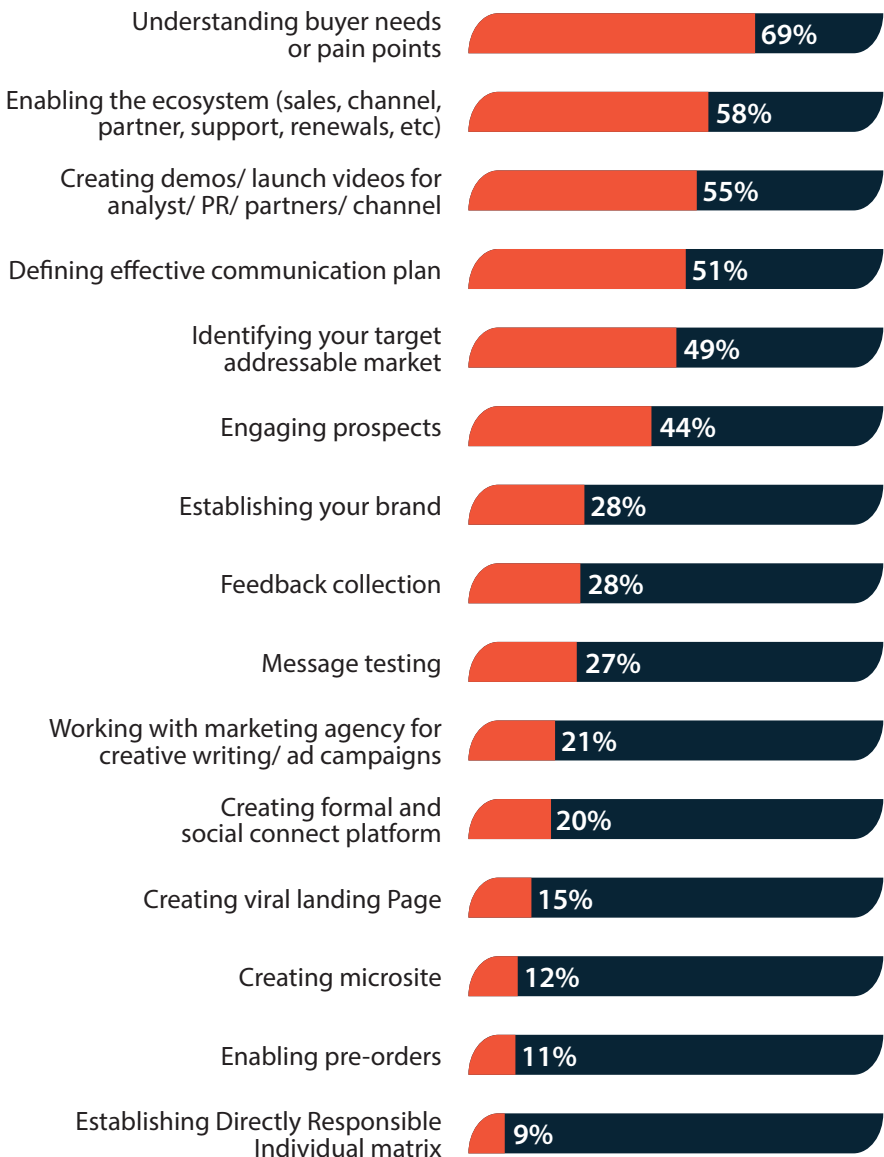 Understanding buyer needs
or pain points
69%
Enabling the ecosystem (sales, channel,
partner, support, renewals, etc)
58%
Creating demos/ launch videos for
analyst/ PR/ partners/ channel
55%
Defining effective communication plan
51%
Identifying your target
addressable market
49%
Engaging prospects
44%
Establishing your brand
28%
Feedback collection
28%
Message testing
27%
Working with marketing agency for
creative writing/ ad campaigns
21%
Creating formal and
social connect platform
20%
Creating viral landing Page
15%
Creating microsite
12%
Enabling pre-orders
11%
Establishing Directly Responsible
Individual matrix
9%